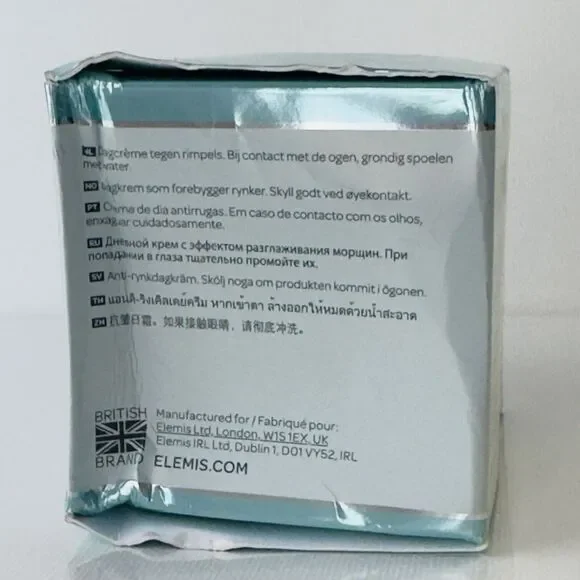 NL Dagcrème tegen rimpels. Bij contact met de ogen, grondig spoelen
met water.
NO Dagkrem som forebygger rynker. Skyll godt ved øyekontakt.
PT Creme de dia antirrugas. Em caso de contacto com os olhos,
enxaguar cuidadosamente.
RU Дневной крем с эффектом разглаживания морщин. При
попадании в глаза тщательно промойте их.
SV Anti-rynkdagkräm. Skölj noga om produkten kommit i ögonen.
TH แอนตี้-ริงเคิลเดย์ครีม หากเข้าตา ล้างออกให้หมดด้วยน้ำสะอาด
ZH 抗皱日霜。如果接触眼睛，请彻底冲洗。
BRITISH
BRAND
Manufactured for / Fabriqué pour:
Elemis Ltd, London, W1S 1EX, UK
Elemis IRL Ltd, Dublin 1, D01 VY52, IRL
ELEMIS.COM